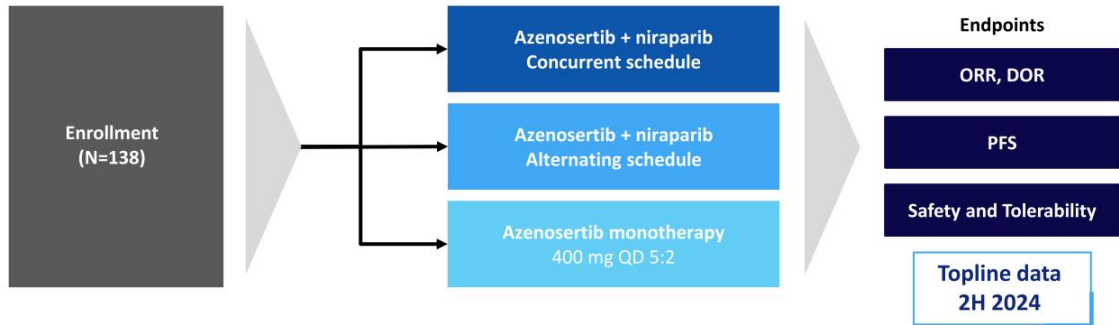 Enrollment
(N=138)
Azenosertib + niraparib
Concurrent schedule
Azenosertib + niraparib
Alternating schedule
Azenosertib monotherapy
400 mg QD 5:2
Endpoints
ORR, DOR
PFS
Safety and Tolerability
Topline data
2H 2024